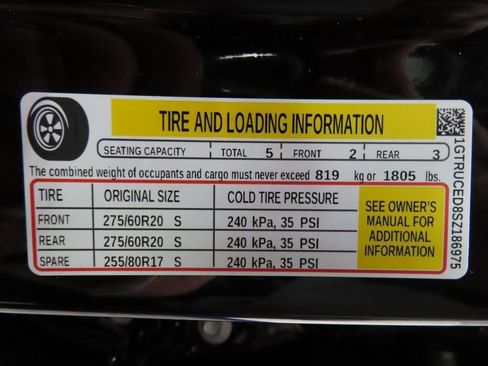 TIRE AND LOADING INFORMATION
SEATING CAPACITY TOTAL 5 FRONT 2 REAR 3
The combined weight of occupants and cargo must never exceed 819 kg or 1805 lbs.
TIRE ORIGINAL SIZE COLD TIRE PRESSURE
FRONT 275/60R20 S 240 kPa, 35 PSI
REAR 275/60R20 S 240 kPa, 35 PSI
SPARE 255/80R17 S 240 kPa, 35 PSI
SEE OWNER'S
MANUAL FOR
ADDITIONAL
INFORMATION
1GTRUCED8SZ186975